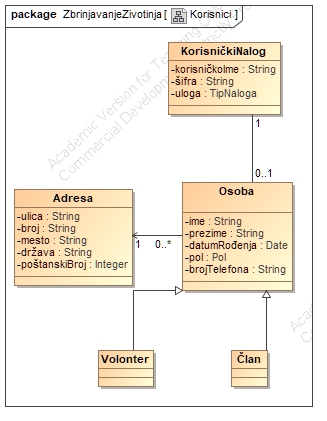 package ZbrinjavanjeZivotinja[ Korisnici ]
KorisničkiNalog
-korisničkoIme : String
-šifra : String
-uloga : TipNaloga
1
0..1
Osoba
-ime : String
-prezime : String
-datumRođenja : Date
-pol : Pol
-brojTelefona : String
Adresa
-ulica : String
-broj : String
-mesto : String
-država : String
-poštanskiBroj : Integer
1
0..*
Volonter
Član
Academic Version for Teaching Only
Commercial Development is strictly